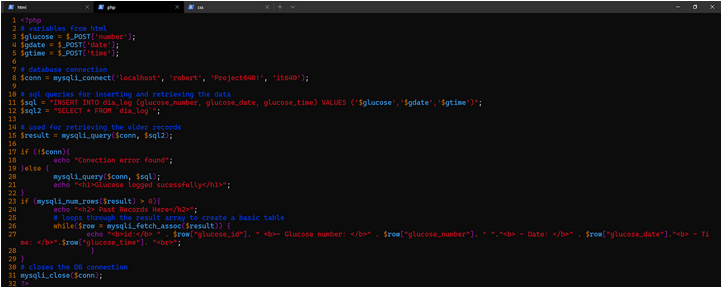 html
php
css
1 <?php
2 # variables from html
3 $glucose = $_POST['number'];
4 $gdate = $_POST['date'];
5 $gtime = $_POST['time'];
6
7 # database connection
8 $conn = mysqli_connect('localhost', 'robert', 'Project640!', 'it640');
9
10 # sql queries for inserting and retrieving the data
11 $sql = "INSERT INTO dia_log (glucose_number, glucose_date, glucose_time) VALUES ('$glucose','$gdate','$gtime')";
12 $sql2 = "SELECT * FROM `dia_log`";
13
14 # used for retrieving the older records
15 $result = mysqli_query($conn, $sql2);
16
17 if (!$conn){
18 echo "Conection error found";
19 }else {
20 mysqli_query($conn, $sql);
21 echo "<h1>Glucose logged sucessfully</h1>";
22 }
23 if (mysqli_num_rows($result) > 0){
24 echo "<h2> Past Records Here</h2>";
25 # loops through the result array to create a basic table
26 while($row = mysqli_fetch_assoc($result)) {
27 echo "<b>id:</b> " . $row["glucose_id"]. " <b>- Glucose number: </b>" . $row["glucose_number"]. " "."<b> - Date: </b>" . $row["glucose_date"]."<b> - Ti
me: </b>".$row["glucose_time"]. "<br>";
28 }
29 }
30 # closes the DB connection
31 mysqli_close($conn);
32 ?>